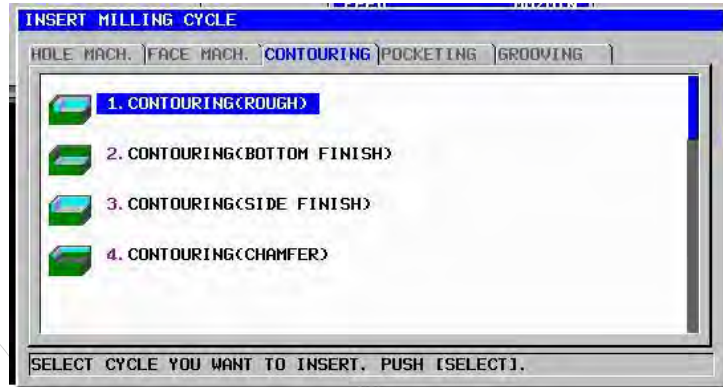 INSERT MILLING CYCLE
HOLE MACH. FACE MACH. CONTOURING POCKETING GROOVING
1. CONTOURING(ROUGH)
2. CONTOURING(BOTTOM FINISH)
3. CONTOURING(SIDE FINISH)
4. CONTOURING(CHAMFER)
SELECT CYCLE YOU WANT TO INSERT. PUSH [SELECT].